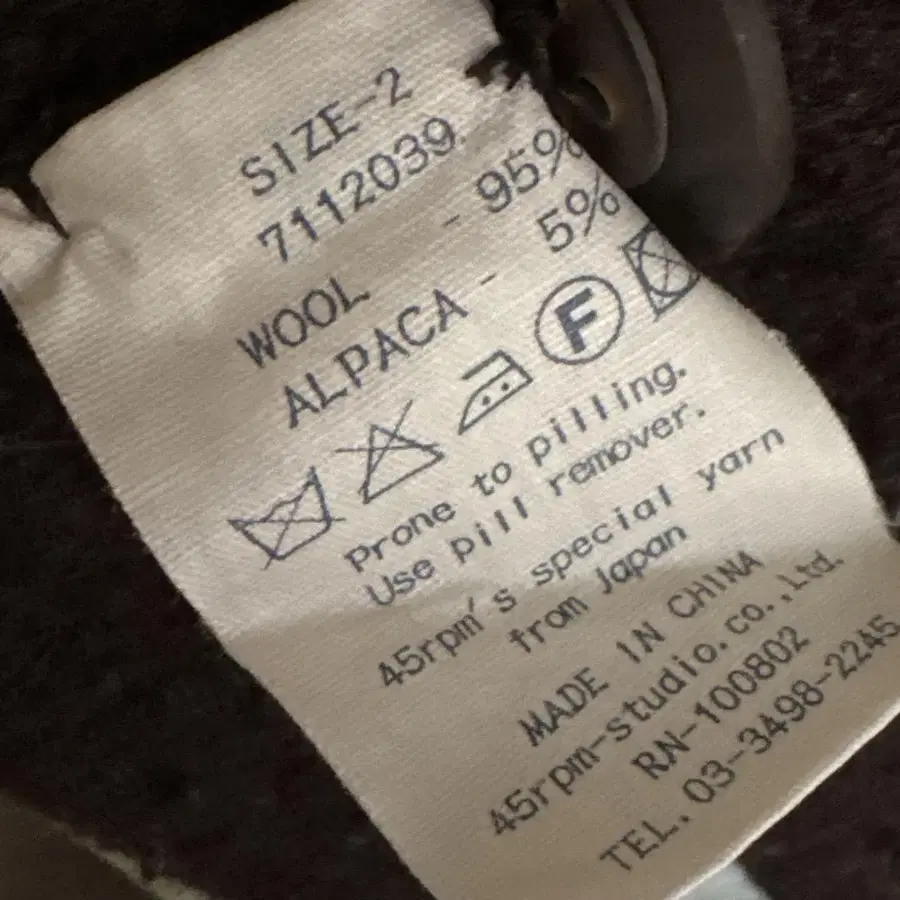 SIZE-2
7112039
WOOL - 95%
ALPACA - 5%
F
Prone to pilling.
Use pill remover.
45rpm's special yarn
from Japan
MADE IN CHINA
45rpm-studio.co.,Ltd.
RN-100802
TEL.03-3498-2245